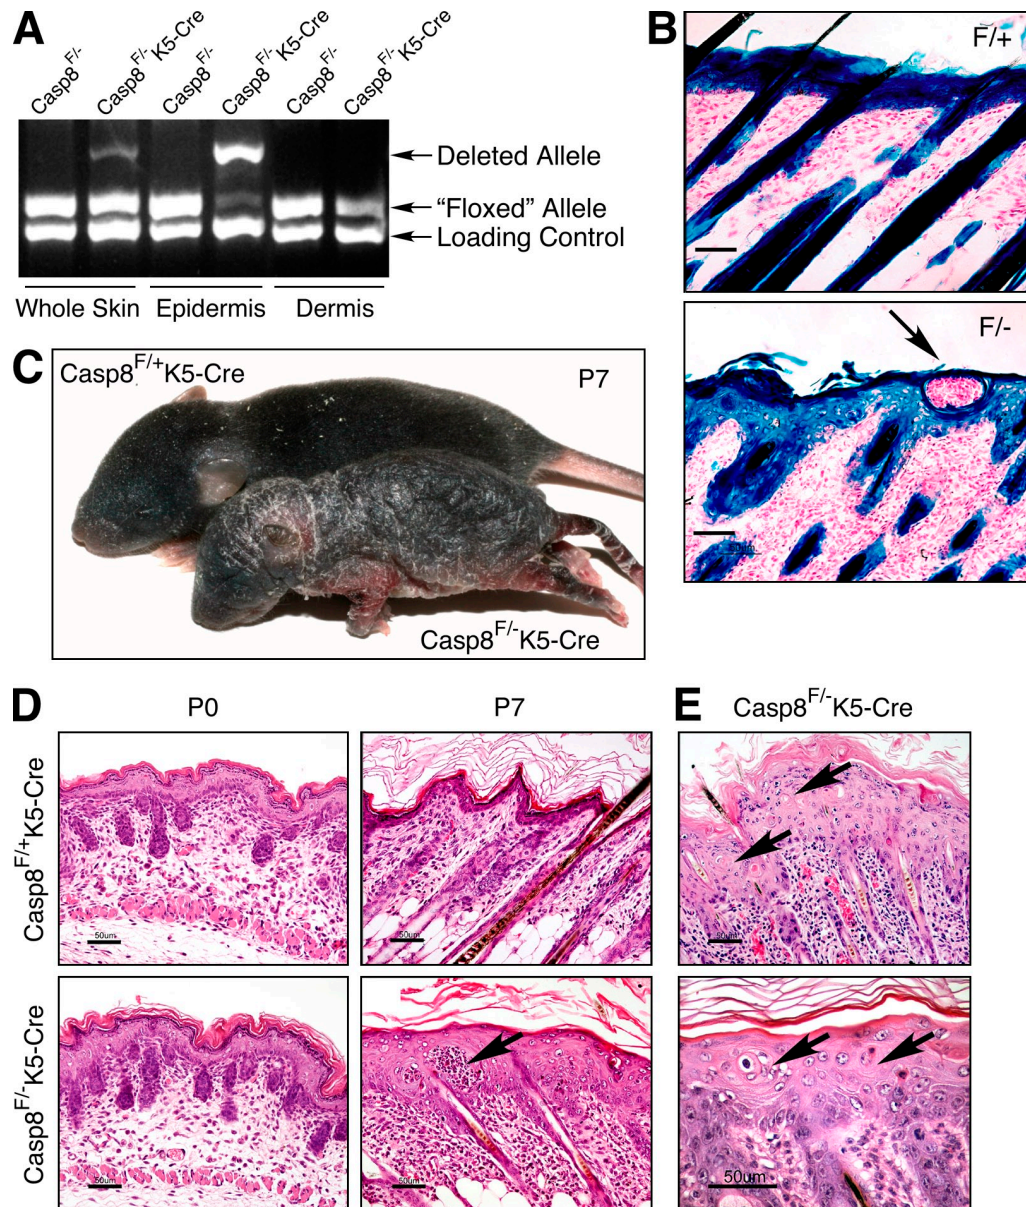 A
Casp8F/-
Casp8F/- K5-Cre
Casp8F/-
Casp8F/- K5-Cre
Casp8F/-
Casp8F/- K5-Cre
Deleted Allele
“Floxed” Allele
Loading Control
Whole Skin
Epidermis
Dermis
B
F/+
F/-
C
Casp8F/+K5-Cre
P7
Casp8F/-K5-Cre
D
P0
P7
Casp8F/+K5-Cre
50um
50um
Casp8F/-K5-Cre
50um
50um
E
Casp8F/-K5-Cre
50um
50um